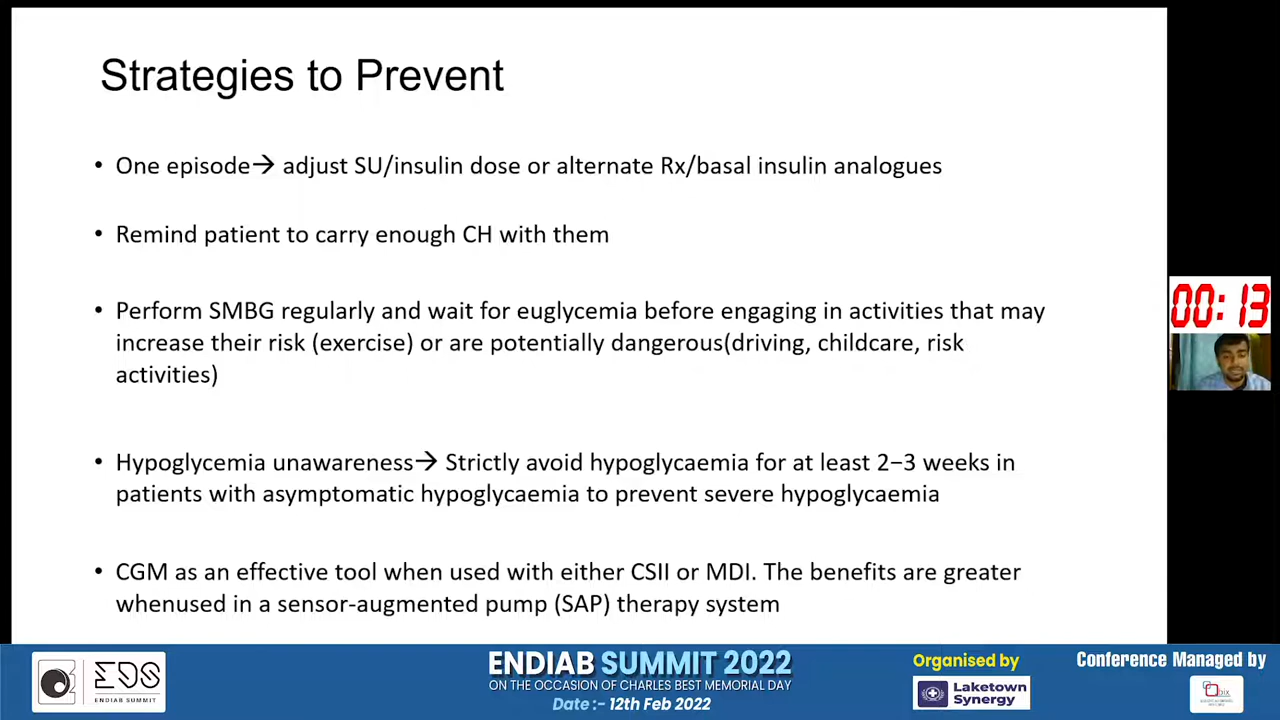 Strategies to Prevent
• One episode→ adjust SU/insulin dose or alternate Rx/basal insulin analogues
• Remind patient to carry enough CH with them
• Perform SMBG regularly and wait for euglycemia before engaging in activities that may
increase their risk (exercise) or are potentially dangerous(driving, childcare, risk
activities)
• Hypoglycemia unawareness→ Strictly avoid hypoglycaemia for at least 2−3 weeks in
patients with asymptomatic hypoglycaemia to prevent severe hypoglycaemia
• CGM as an effective tool when used with either CSII or MDI. The benefits are greater
whenused in a sensor-augmented pump (SAP) therapy system
00:13
EDS
ENDIAB SUMMIT
ENDIAB SUMMIT 2022
ON THE OCCASION OF CHARLES BEST MEMORIAL DAY
Date :- 12th Feb 2022
Organised by
Laketown
Synergy
Conference Managed by